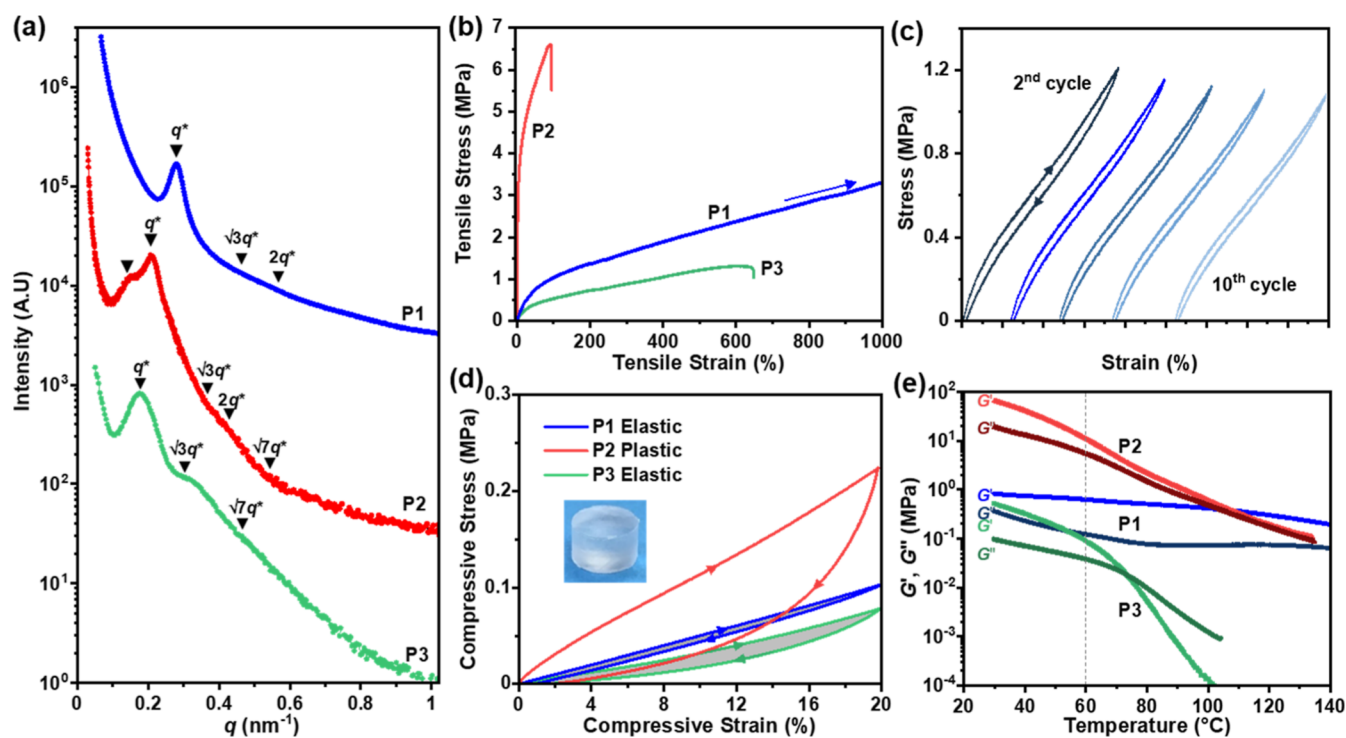 (a)
10⁶
10⁵
10⁴
10³
10²
10¹
10⁰
Intensity (A.U)
q*
√3q*
2q*
P1
q*
√3q*
2q*
√7q*
P2
q*
√3q*
√7q*
P3
0
0.2
0.4
0.6
0.8
1
q (nm⁻¹)
(b)
7
6
5
4
3
2
1
0
Tensile Stress (MPa)
P2
P1
P3
0
200
400
600
800
1000
Tensile Strain (%)
(c)
1.2
0.8
0.4
0
Stress (MPa)
2ⁿᵈ cycle
10ᵗʰ cycle
Strain (%)
(d)
0.3
0.2
0.1
0
Compressive Stress (MPa)
P1 Elastic
P2 Plastic
P3 Elastic
0
4
8
12
16
20
Compressive Strain (%)
(e)
10²
10¹
10⁰
10⁻¹
10⁻²
10⁻³
10⁻⁴
G', G'' (MPa)
G'
G''
P2
G'
G'
G'
G''
P1
P3
20
40
60
80
100
120
140
Temperature (°C)